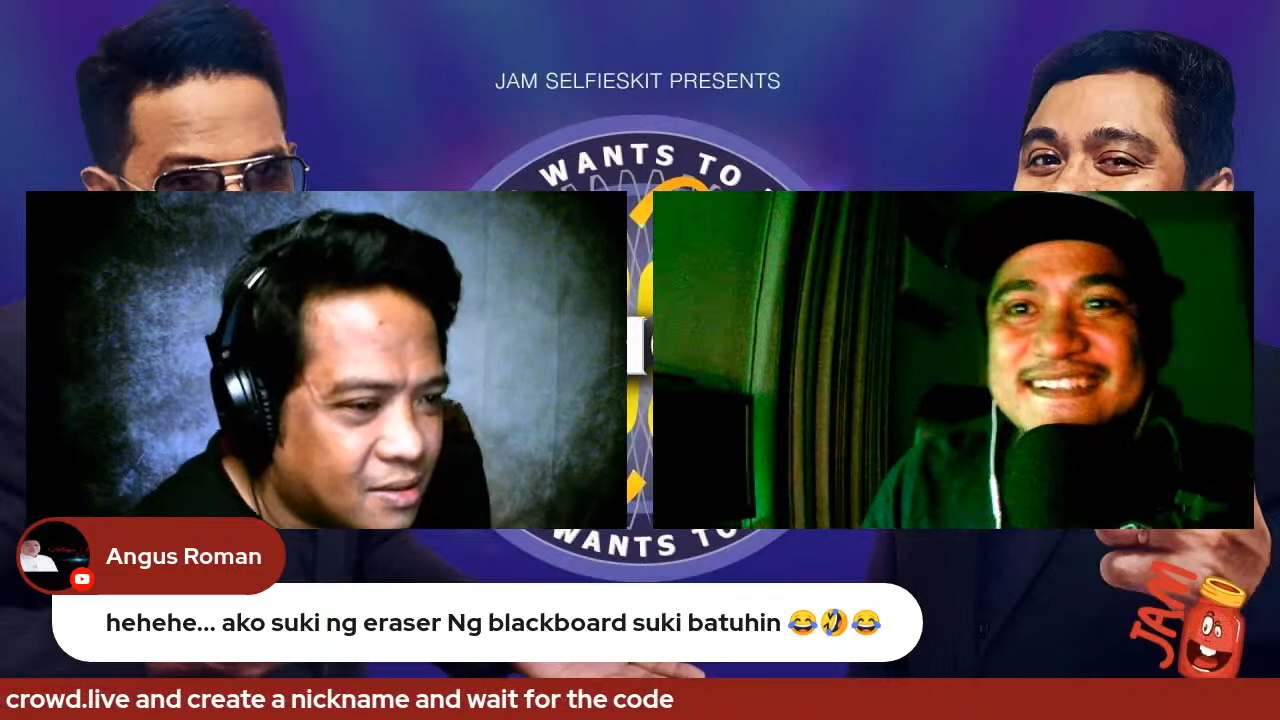 JAM SELFIESKIT PRESENTS
WANTS TO
WANTS TO
Angus Roman
hehehe... ako suki ng eraser Ng blackboard suki batuhin 😂🤣😂
JAM
crowd.live and create a nickname and wait for the code